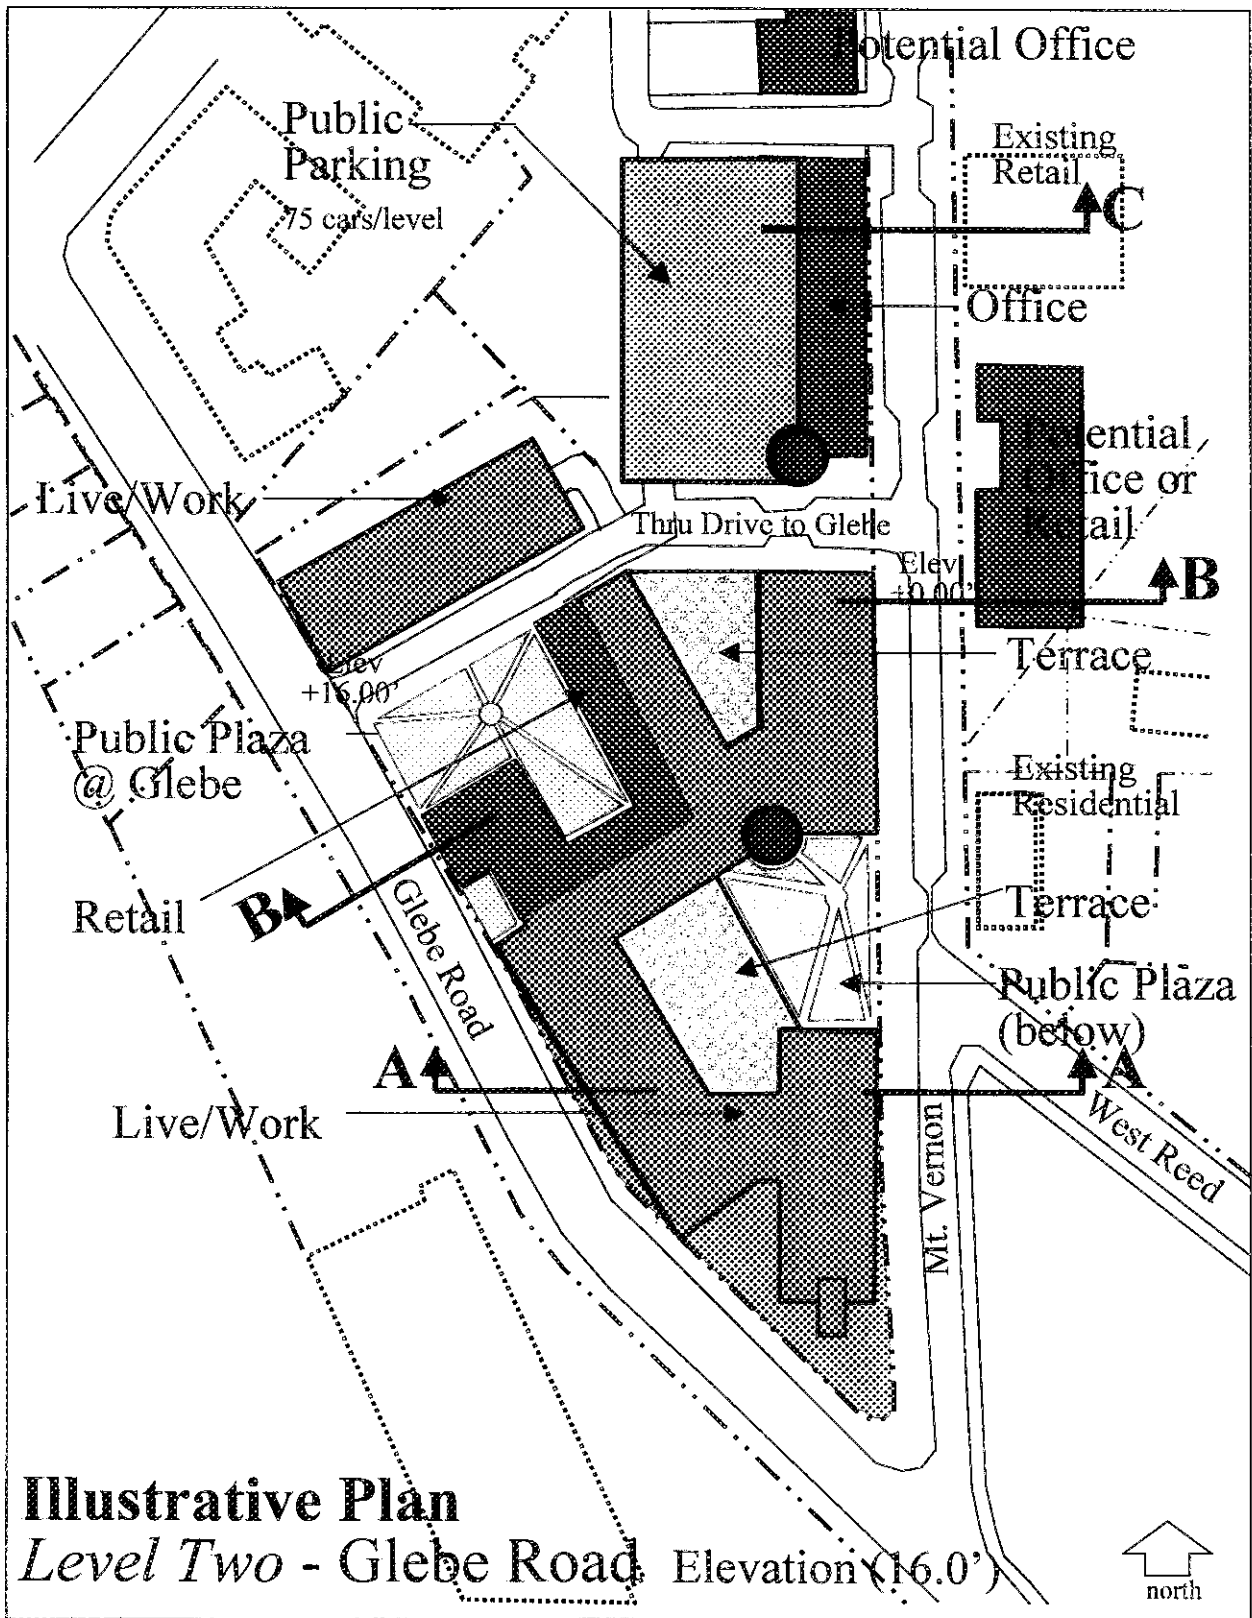 Potential Office
Public
Parking
75 cars/level
Existing
Retail
C
Office
Potential
Office or
Retail
Live/Work
Thru Drive to Glebe
Elev
+0.00'
B
Terrace
Elev
+16.00'
Public Plaza
@ Glebe
Existing
Residential
Retail
B
Glebe Road
Terrace
Public Plaza
(below)
A
A
Live/Work
West Reed
Mt. Vernon
Illustrative Plan
Level Two - Glebe Road Elevation (16.0')
north